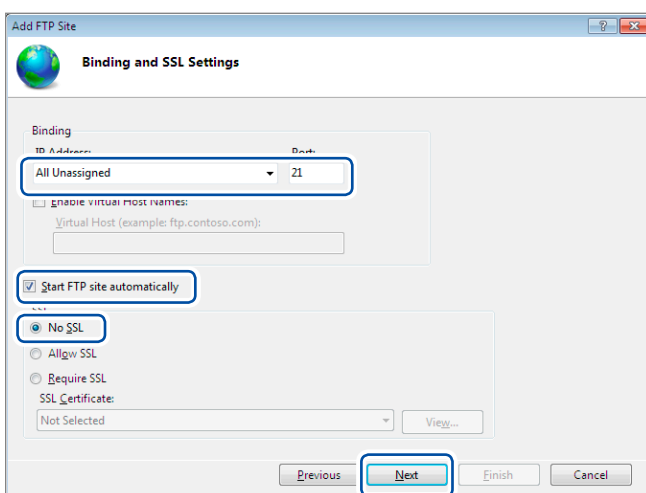 Add FTP Site
Binding and SSL Settings
Binding
IP Address: Port:
All Unassigned 21
Enable Virtual Host Names:
Virtual Host (example: ftp.contoso.com):
Start FTP site automatically
SSL
No SSL
Allow SSL
Require SSL
SSL Certificate:
Not Selected View...
Previous Next Finish Cancel